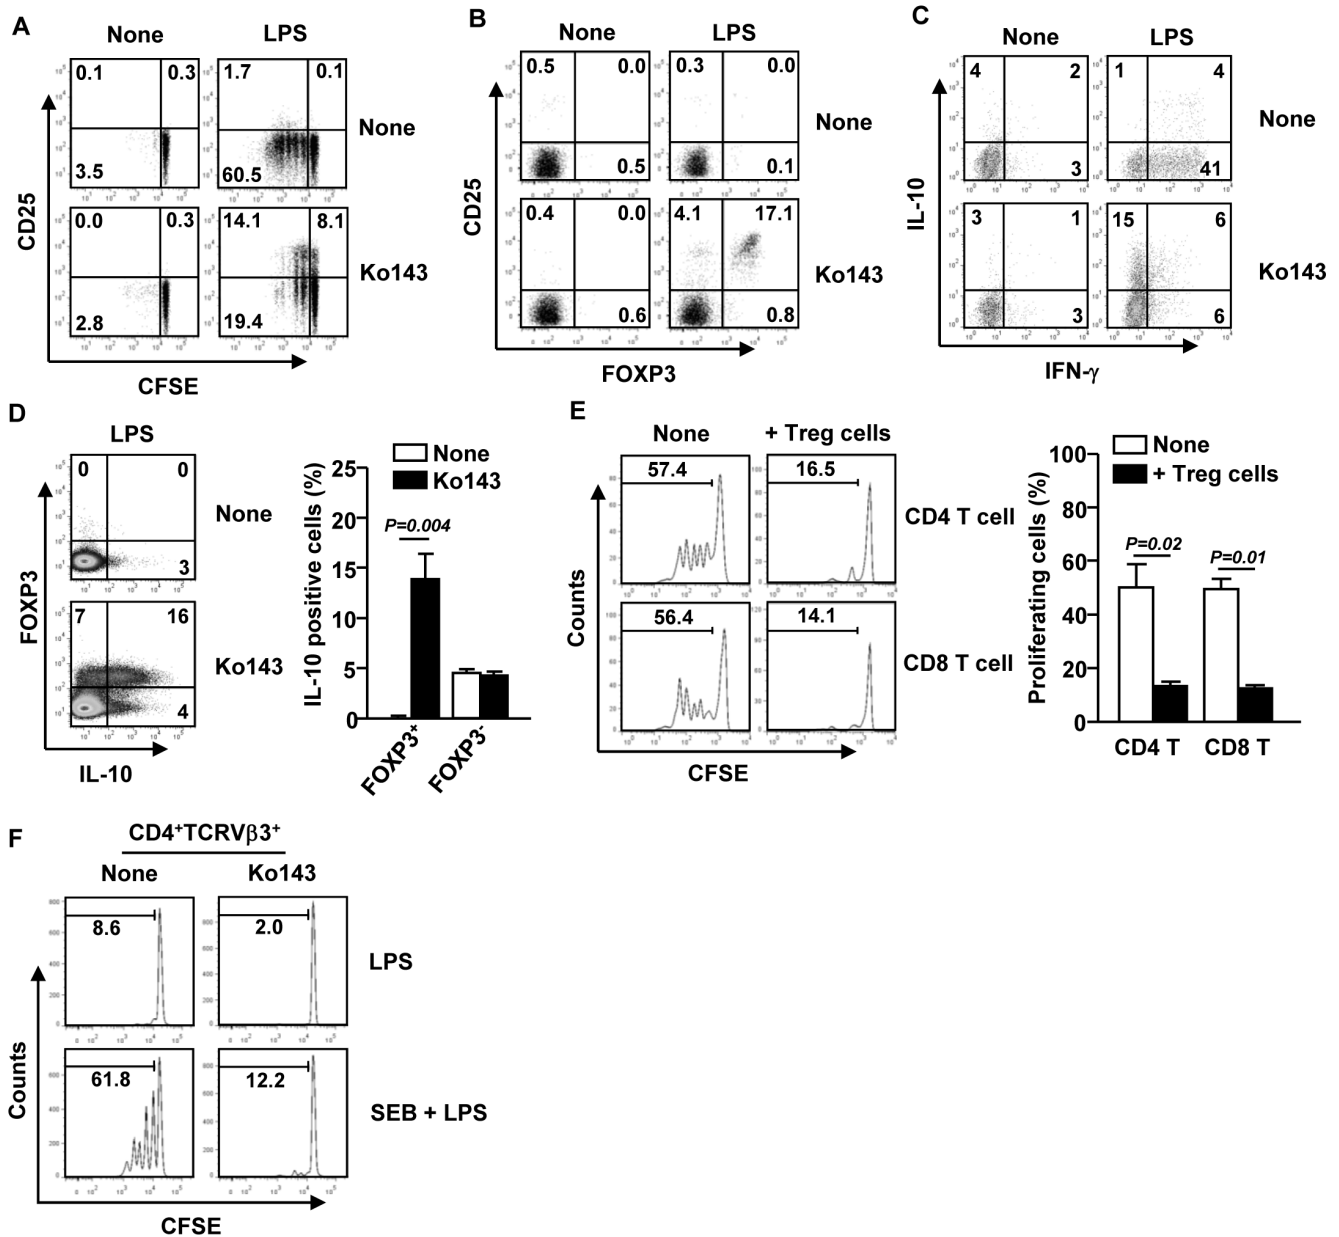 A
None
LPS
0.1 0.3
3.5
1.7 0.1
60.5
None
0.0 0.3
2.8
14.1 8.1
19.4
Ko143
CD25
CFSE
B
None
LPS
0.5 0.0
0.5
0.3 0.0
0.1
None
0.4 0.0
0.6
4.1 17.1
0.8
Ko143
CD25
FOXP3
C
None
LPS
4 2
3
1 4
41
None
3 1
3
15 6
6
Ko143
IL-10
IFN-γ
D
LPS
0 0
3
None
7 16
4
Ko143
FOXP3
IL-10
None
Ko143
IL-10 positive cells (%)
25
20
15
10
5
0
P=0.004
FOXP3⁺
FOXP3⁻
E
None
+ Treg cells
57.4
16.5
CD4 T cell
56.4
14.1
CD8 T cell
Counts
CFSE
None
+ Treg cells
Proliferating cells (%)
100
80
60
40
20
0
P=0.02
P=0.01
CD4 T
CD8 T
F
CD4⁺TCRVβ3⁺
None
Ko143
8.6
2.0
LPS
61.8
12.2
SEB + LPS
Counts
CFSE